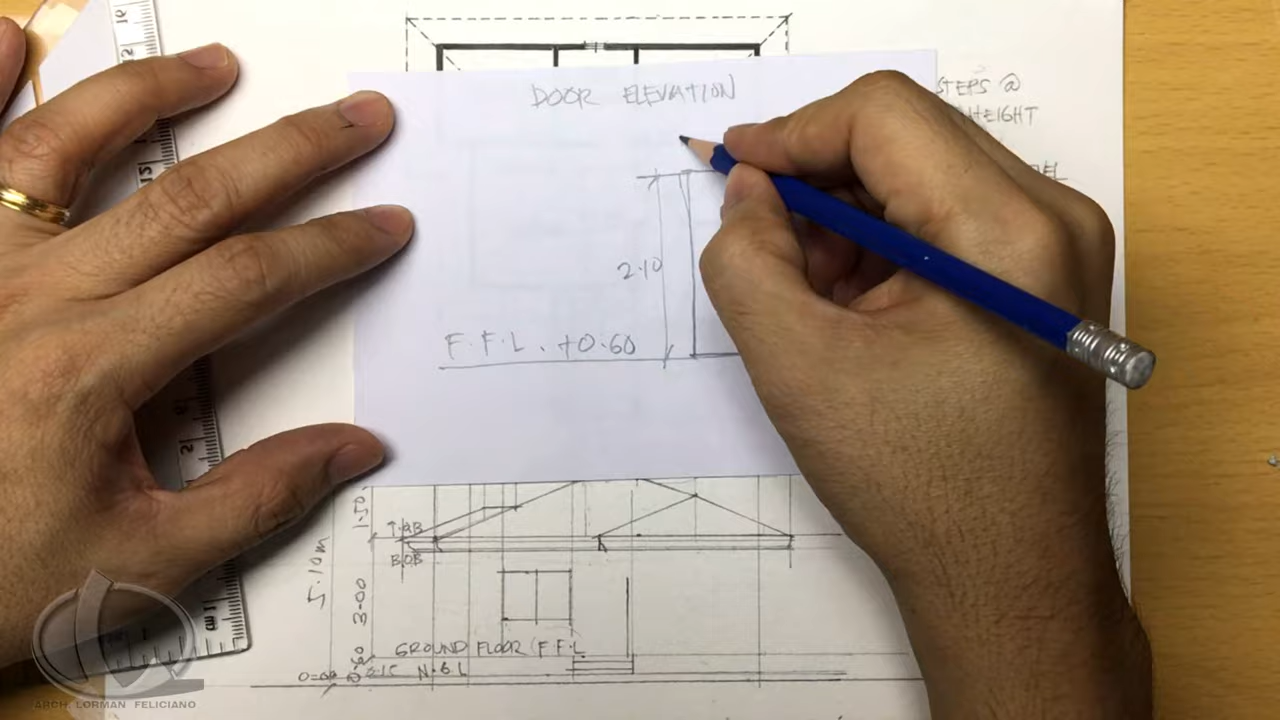 DOOR ELEVATION
STEPS @
HEIGHT
2.10
F.F.L. +0.60
1.50
T.O.B
B.O.B
5.10m
3.00
GROUND FLOOR (F.F.L
0.60
0.15
N.G.L
ARCH. LORMAN FELICIANO